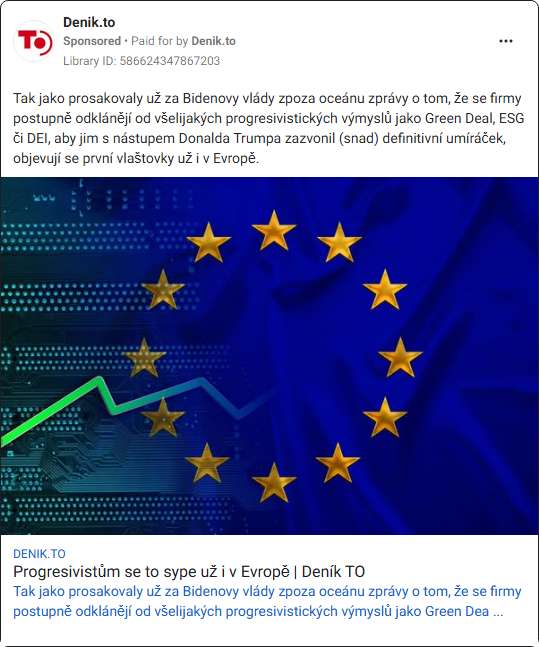 Denik.to
Sponsored • Paid for by Denik.to
Library ID: 586624347867203
Tak jako prosakovaly už za Bidenovy vlády zpoza oceánu zprávy o tom, že se firmy
postupně odklánějí od všelijakých progresivistických výmyslů jako Green Deal, ESG
či DEI, aby jim s nástupem Donalda Trumpa zazvonil (snad) definitivní umíráček,
objevují se první vlaštovky už i v Evropě.
DENIK.TO
Progresivistům se to sype už i v Evropě | Deník TO
Tak jako prosakovaly už za Bidenovy vlády zpoza oceánu zprávy o tom, že se firmy
postupně odklánějí od všelijakých progresivistických výmyslů jako Green Dea ...